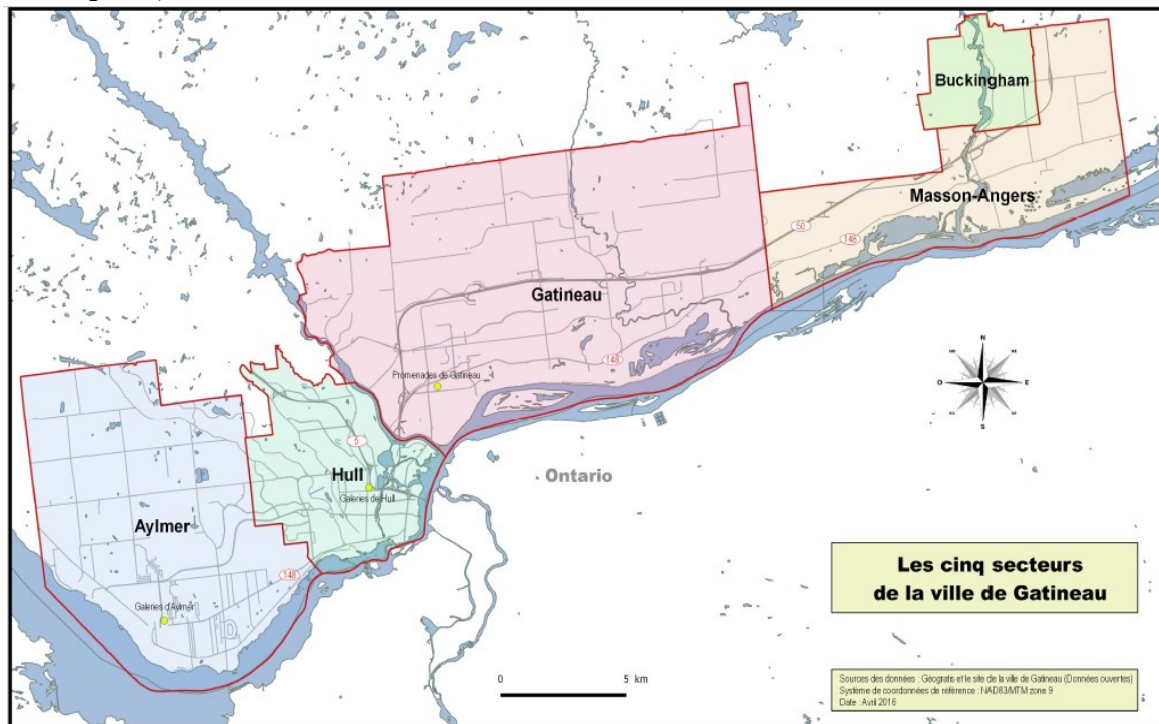 Buckingham
Masson-Angers
50
148
Gatineau
148
Promenades de Gatineau
5
Hull
Galeries de Hull
Ontario
Aylmer
148
Galeries d'Aylmer
N
O
E
S
Les cinq secteurs
de la ville de Gatineau
0
5 km
Sources des données : Géogratis et le site de la ville de Gatineau (Données ouvertes)
Système de coordonnées de référence : NAD83/MTM zone 9
Date : Avril 2016